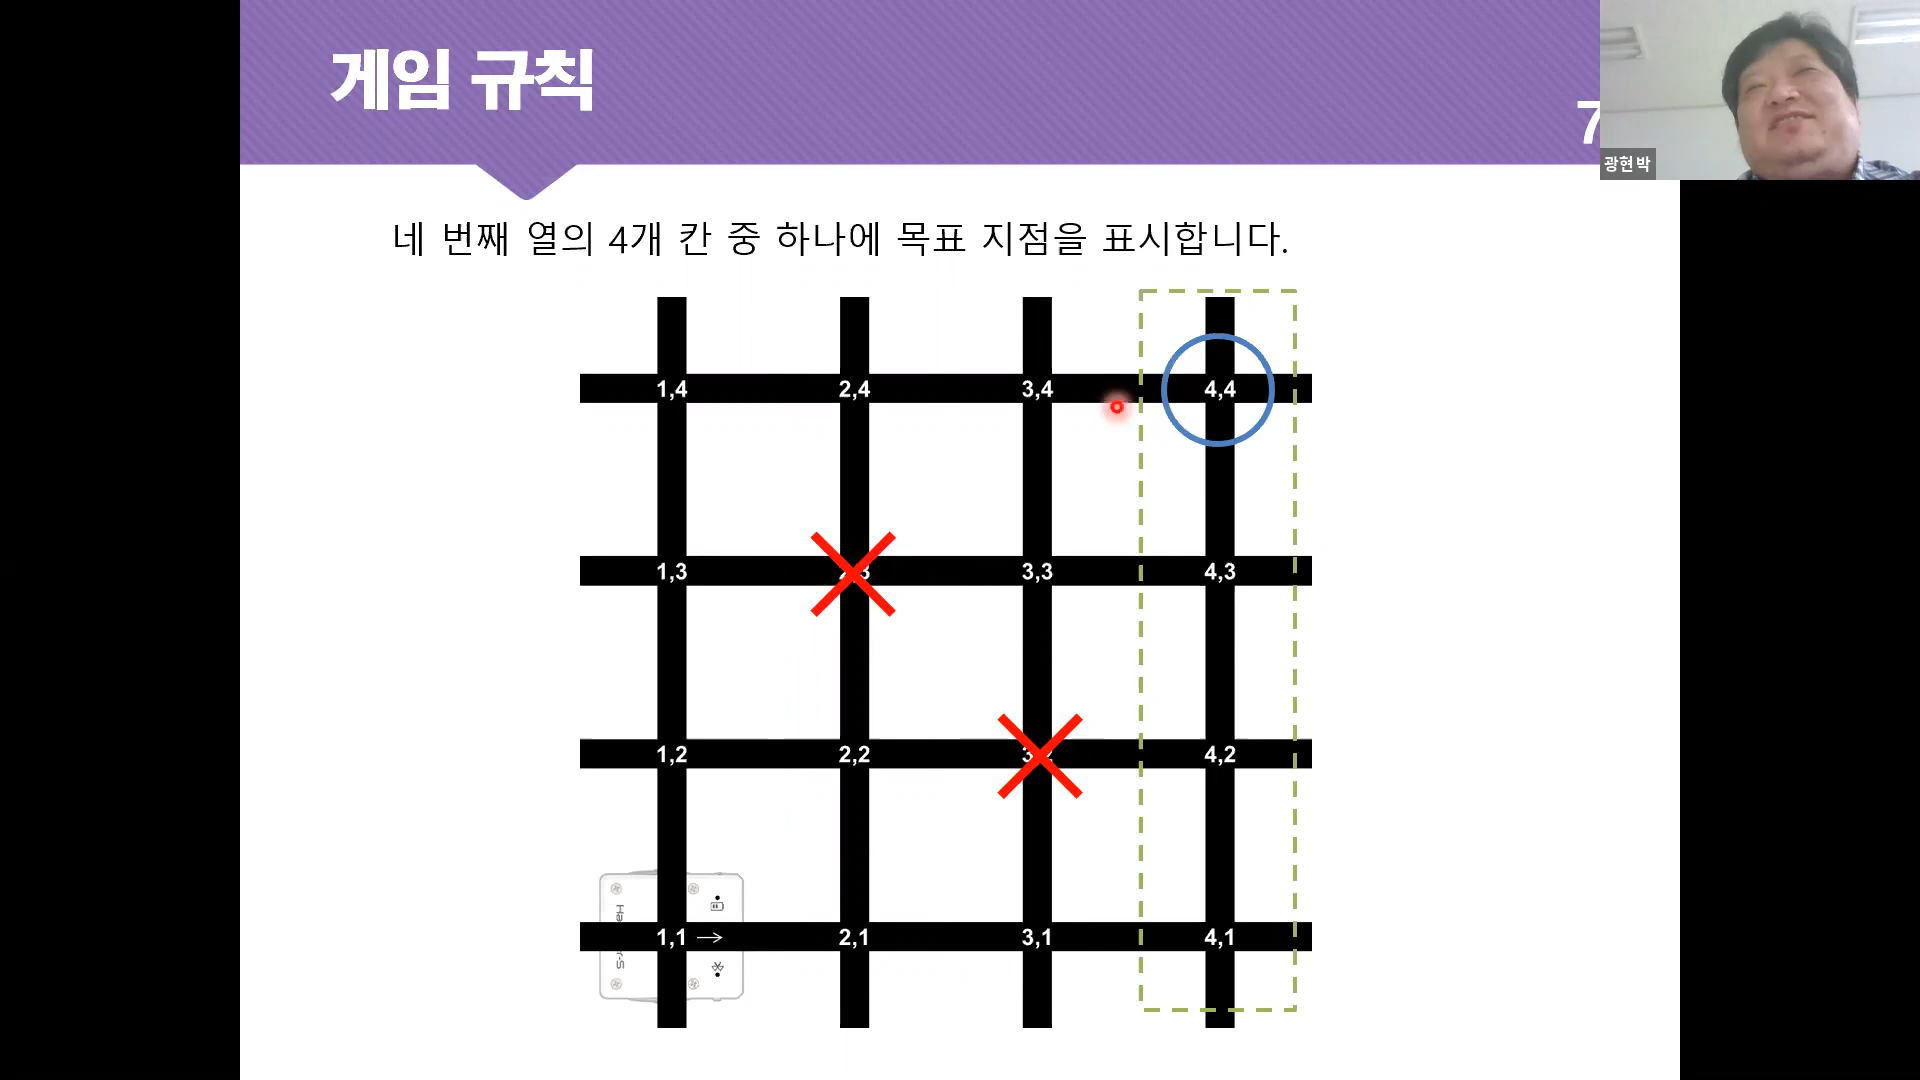 게임 규칙
7
광현 박
네 번째 열의 4개 칸 중 하나에 목표 지점을 표시합니다.
1,4 2,4 3,4 4,4
1,3 3,3 4,3
1,2 2,2 4,2
1,1 → 2,1 3,1 4,1